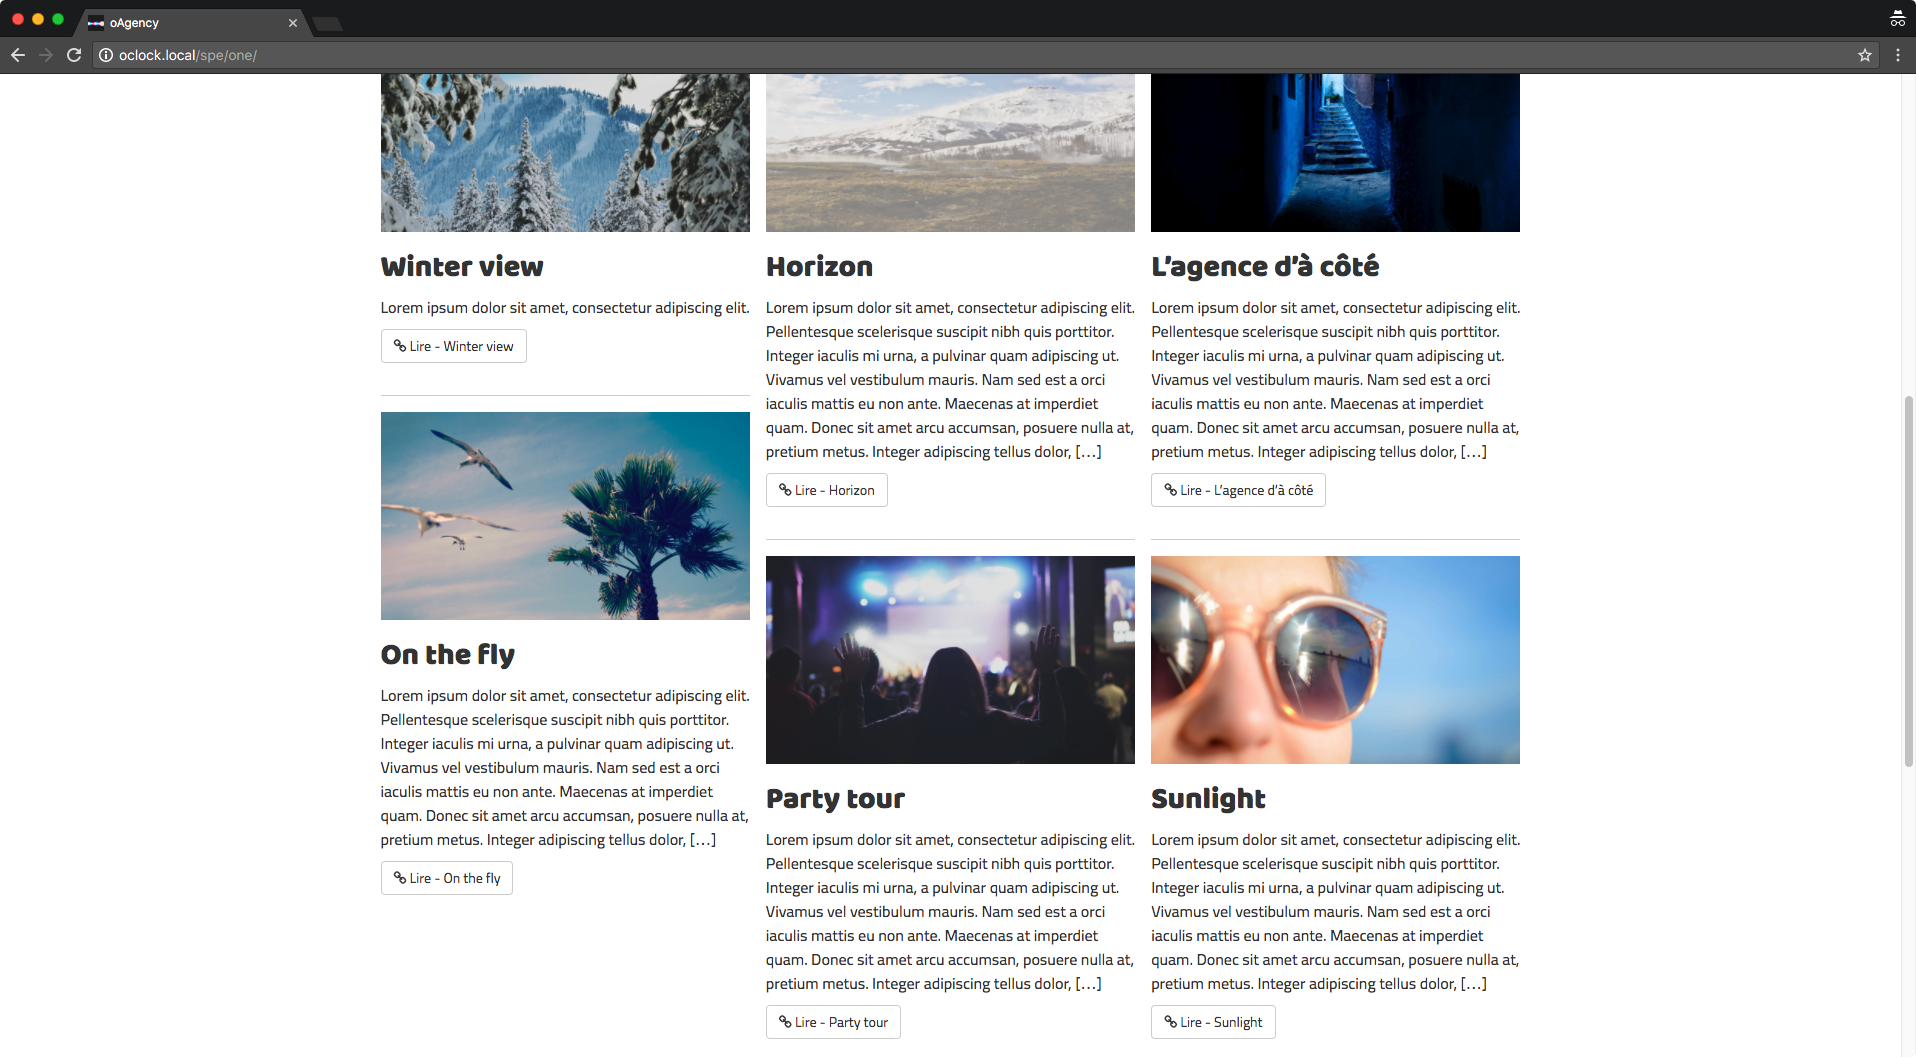 oAgency
oclock.local/spe/one/
Winter view
Lorem ipsum dolor sit amet, consectetur adipiscing elit.
Lire - Winter view
On the fly
Lorem ipsum dolor sit amet, consectetur adipiscing elit.
Pellentesque scelerisque suscipit nibh quis porttitor.
Integer iaculis mi urna, a pulvinar quam adipiscing ut.
Vivamus vel vestibulum mauris. Nam sed est a orci
iaculis mattis eu non ante. Maecenas at imperdiet
quam. Donec sit amet arcu accumsan, posuere nulla at,
pretium metus. Integer adipiscing tellus dolor, […]
Lire - On the fly
Horizon
Lorem ipsum dolor sit amet, consectetur adipiscing elit.
Pellentesque scelerisque suscipit nibh quis porttitor.
Integer iaculis mi urna, a pulvinar quam adipiscing ut.
Vivamus vel vestibulum mauris. Nam sed est a orci
iaculis mattis eu non ante. Maecenas at imperdiet
quam. Donec sit amet arcu accumsan, posuere nulla at,
pretium metus. Integer adipiscing tellus dolor, […]
Lire - Horizon
Party tour
Lorem ipsum dolor sit amet, consectetur adipiscing elit.
Pellentesque scelerisque suscipit nibh quis porttitor.
Integer iaculis mi urna, a pulvinar quam adipiscing ut.
Vivamus vel vestibulum mauris. Nam sed est a orci
iaculis mattis eu non ante. Maecenas at imperdiet
quam. Donec sit amet arcu accumsan, posuere nulla at,
pretium metus. Integer adipiscing tellus dolor, […]
Lire - Party tour
L’agence d’à côté
Lorem ipsum dolor sit amet, consectetur adipiscing elit.
Pellentesque scelerisque suscipit nibh quis porttitor.
Integer iaculis mi urna, a pulvinar quam adipiscing ut.
Vivamus vel vestibulum mauris. Nam sed est a orci
iaculis mattis eu non ante. Maecenas at imperdiet
quam. Donec sit amet arcu accumsan, posuere nulla at,
pretium metus. Integer adipiscing tellus dolor, […]
Lire - L’agence d’à côté
Sunlight
Lorem ipsum dolor sit amet, consectetur adipiscing elit.
Pellentesque scelerisque suscipit nibh quis porttitor.
Integer iaculis mi urna, a pulvinar quam adipiscing ut.
Vivamus vel vestibulum mauris. Nam sed est a orci
iaculis mattis eu non ante. Maecenas at imperdiet
quam. Donec sit amet arcu accumsan, posuere nulla at,
pretium metus. Integer adipiscing tellus dolor, […]
Lire - Sunlight